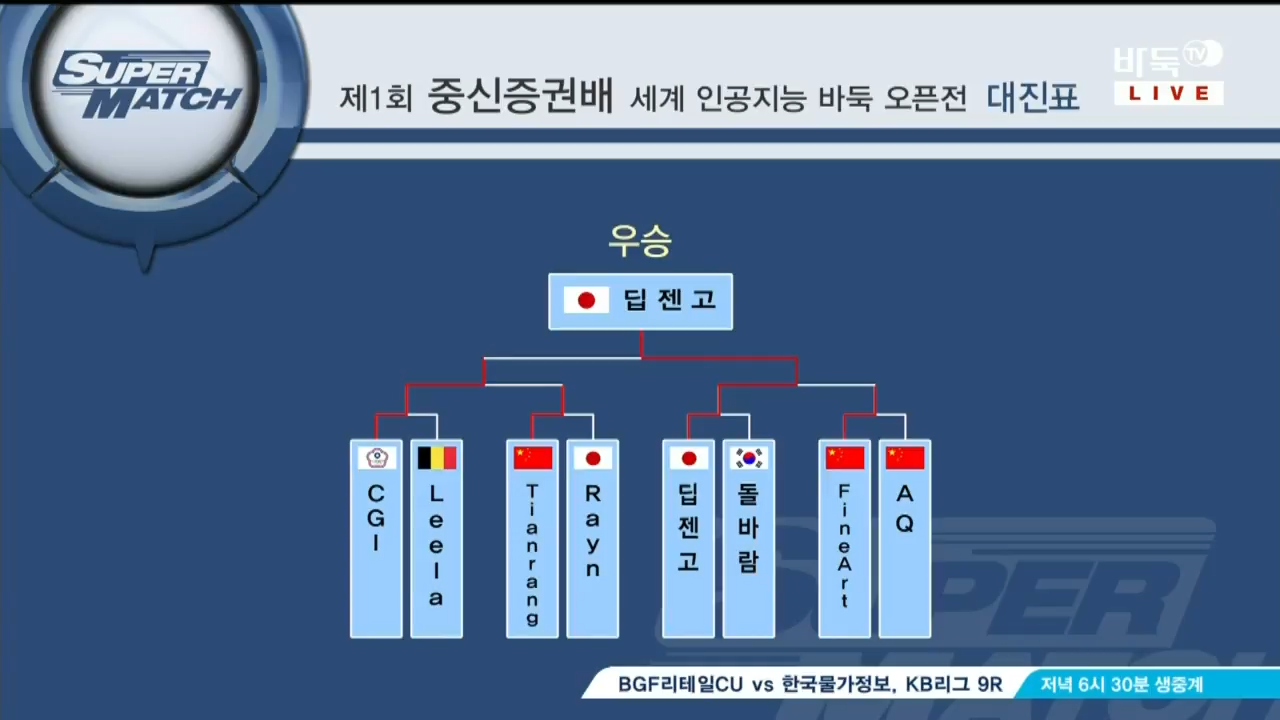 SUPER
MATCH
제1회 중신증권배 세계 인공지능 바둑 오픈전 대진표
바둑TV
LIVE
우승
딥젠고
CGI
Leela
Tianrang
Rayn
딥젠고
돌바람
FineArt
AQ
SUPER
MATCH
BGF리테일CU vs 한국물가정보, KB리그 9R
저녁 6시 30분 생중계